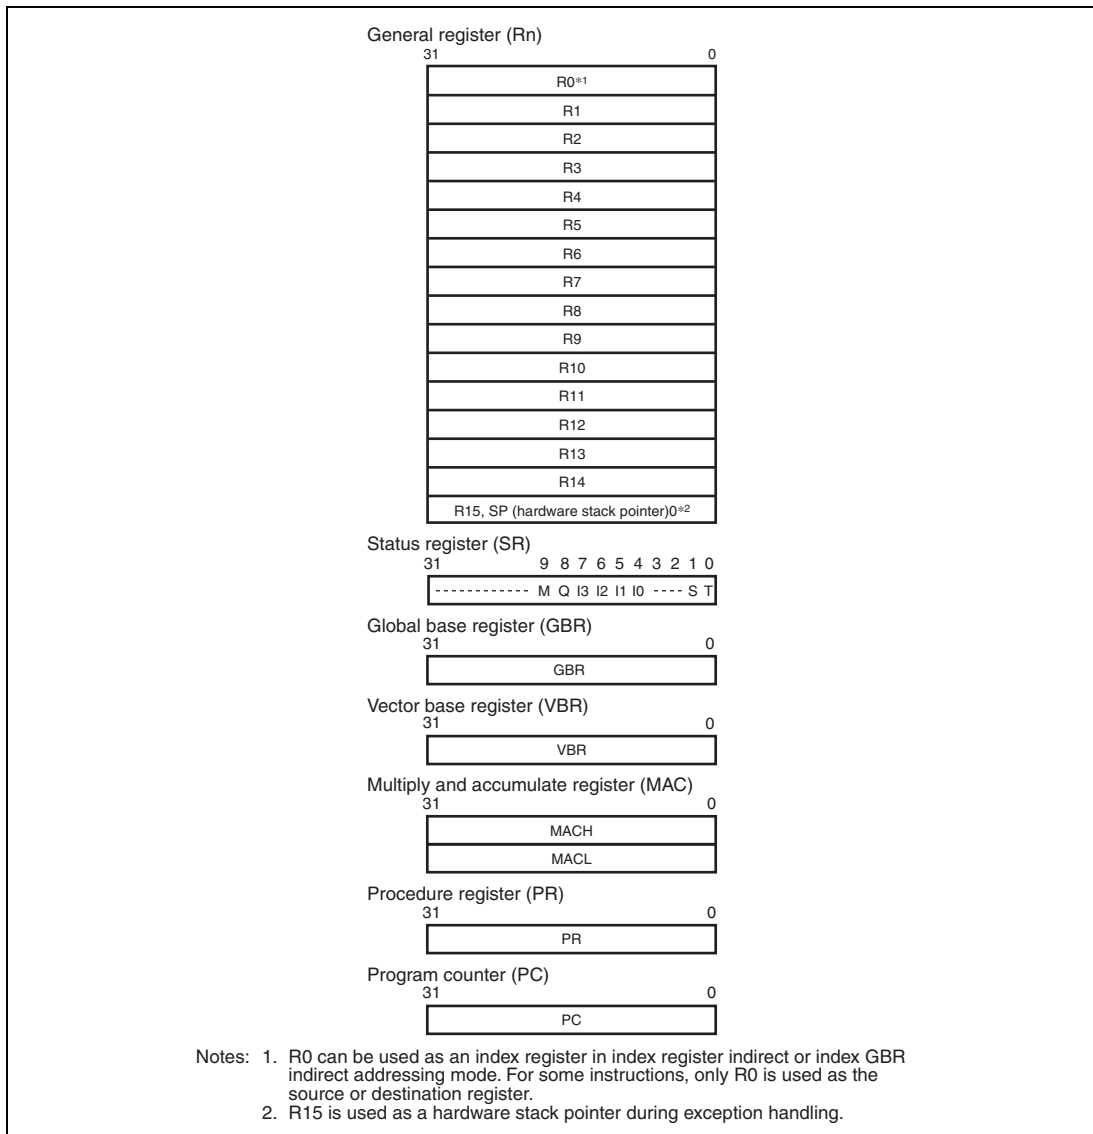 General register (Rn)
31 0
R0*1
R1
R2
R3
R4
R5
R6
R7
R8
R9
R10
R11
R12
R13
R14
R15, SP (hardware stack pointer)0*2
Status register (SR)
31 9 8 7 6 5 4 3 2 1 0
------------ M Q I3 I2 I1 I0 ---- S T
Global base register (GBR)
31 0
GBR
Vector base register (VBR)
31 0
VBR
Multiply and accumulate register (MAC)
31 0
MACH
MACL
Procedure register (PR)
31 0
PR
Program counter (PC)
31 0
PC
Notes: 1. R0 can be used as an index register in index register indirect or index GBR
indirect addressing mode. For some instructions, only R0 is used as the
source or destination register.
2. R15 is used as a hardware stack pointer during exception handling.